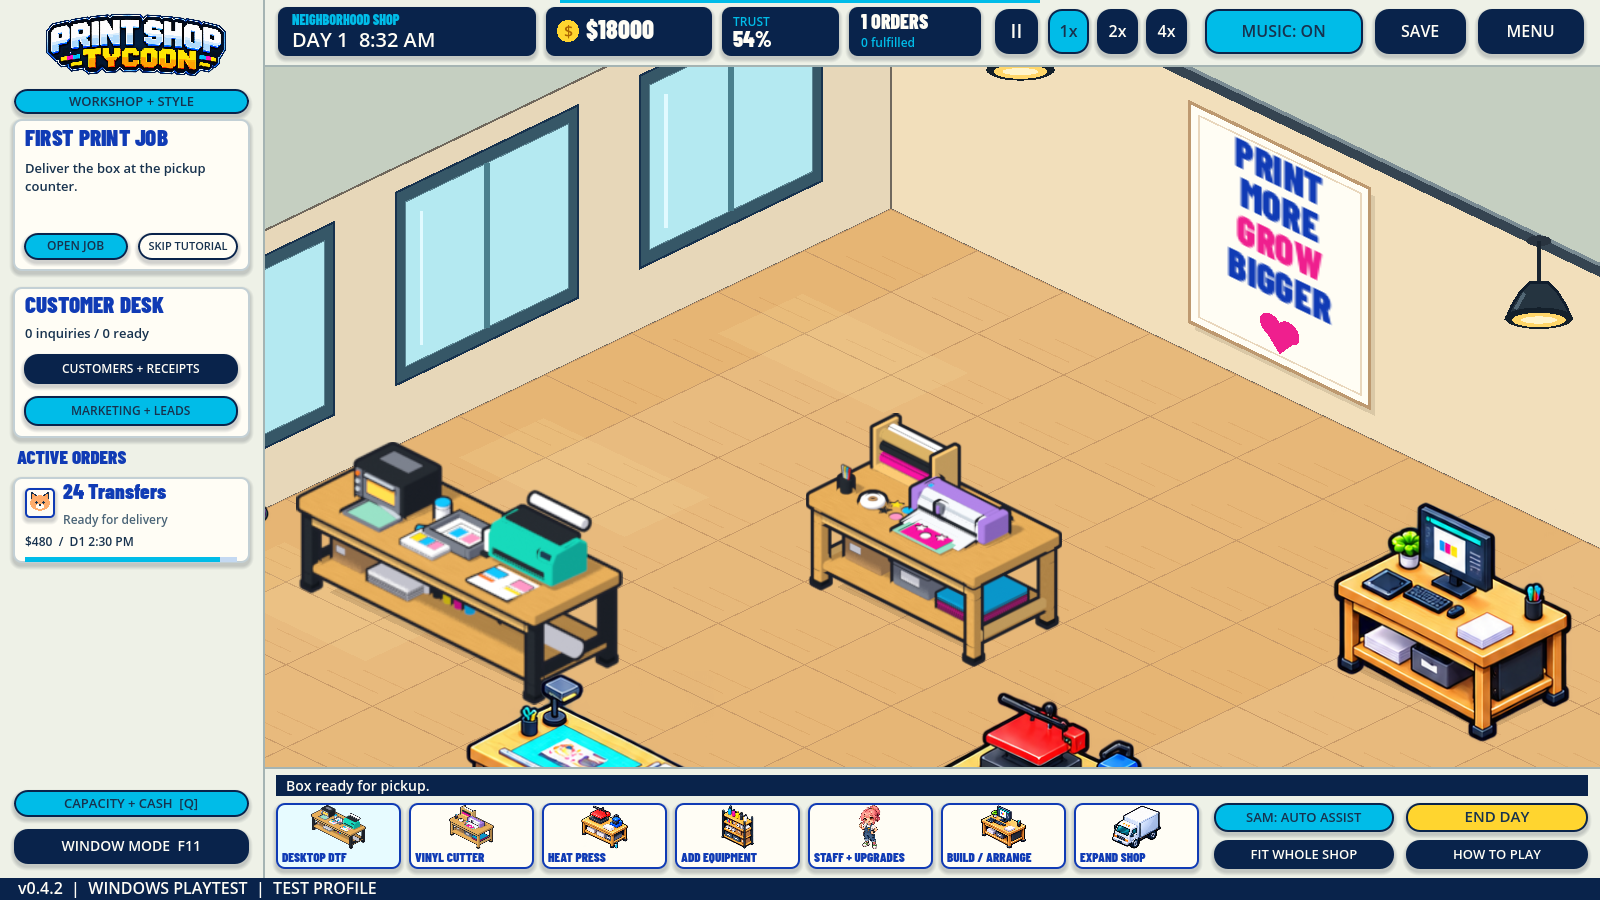 PRINT SHOP
TYCOON
WORKSHOP + STYLE
FIRST PRINT JOB
Deliver the box at the pickup
counter.
OPEN JOB
SKIP TUTORIAL
CUSTOMER DESK
0 inquiries / 0 ready
CUSTOMERS + RECEIPTS
MARKETING + LEADS
ACTIVE ORDERS
24 Transfers
Ready for delivery
$480 / D1 2:30 PM
CAPACITY + CASH [Q]
WINDOW MODE F11
NEIGHBORHOOD SHOP
DAY 1 8:32 AM
$ $18000
TRUST
54%
1 ORDERS
0 fulfilled
II
1x
2x
4x
MUSIC: ON
SAVE
MENU
PRINT
MORE
GROW
BIGGER
Box ready for pickup.
DESKTOP DTF
VINYL CUTTER
HEAT PRESS
ADD EQUIPMENT
STAFF + UPGRADES
BUILD / ARRANGE
EXPAND SHOP
SAM: AUTO ASSIST
END DAY
FIT WHOLE SHOP
HOW TO PLAY
v0.4.2 | WINDOWS PLAYTEST | TEST PROFILE